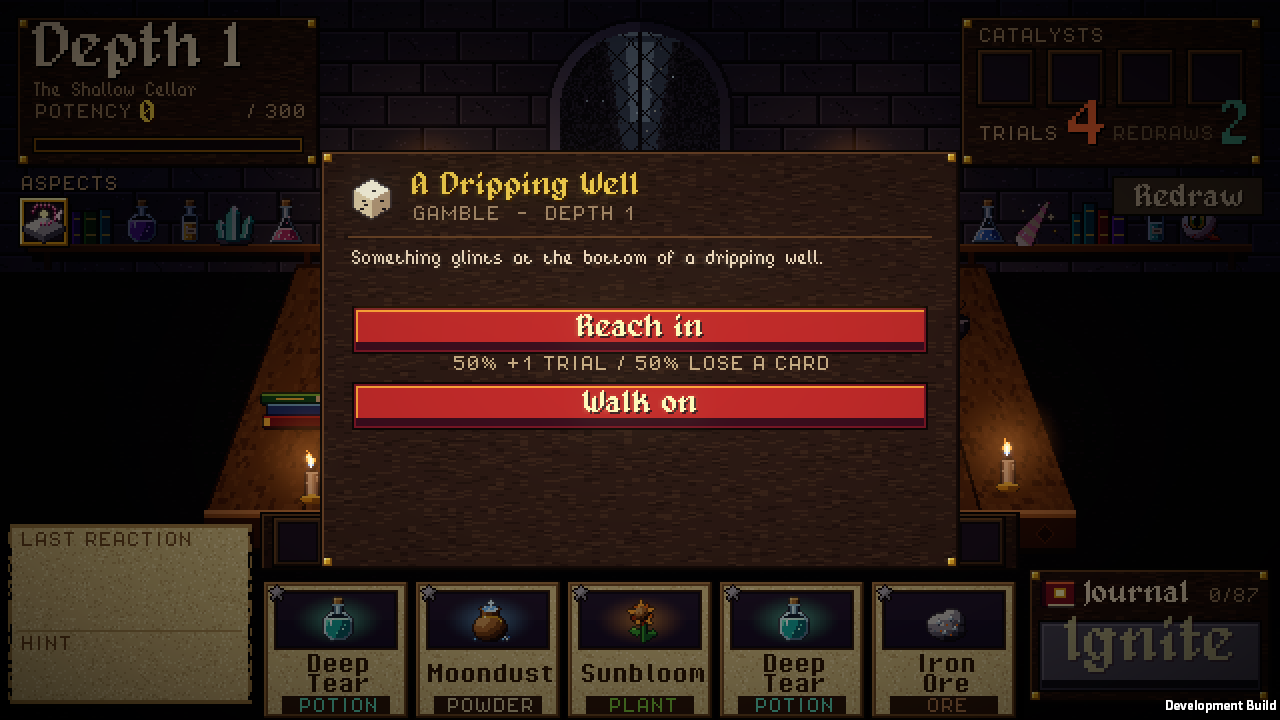 Depth 1
The Shallow Cellar
POTENCY 0 / 300
ASPECTS
CATALYSTS
TRIALS 4 REDRAWS 2
Redraw
A Dripping Well
GAMBLE - DEPTH 1
Something glints at the bottom of a dripping well.
Reach in
50% +1 TRIAL / 50% LOSE A CARD
Walk on
LAST REACTION
HINT
Deep
Tear
POTION
Moondust
POWDER
Sunbloom
PLANT
Deep
Tear
POTION
Iron
Ore
ORE
Journal 0/87
Ignite
Development Build